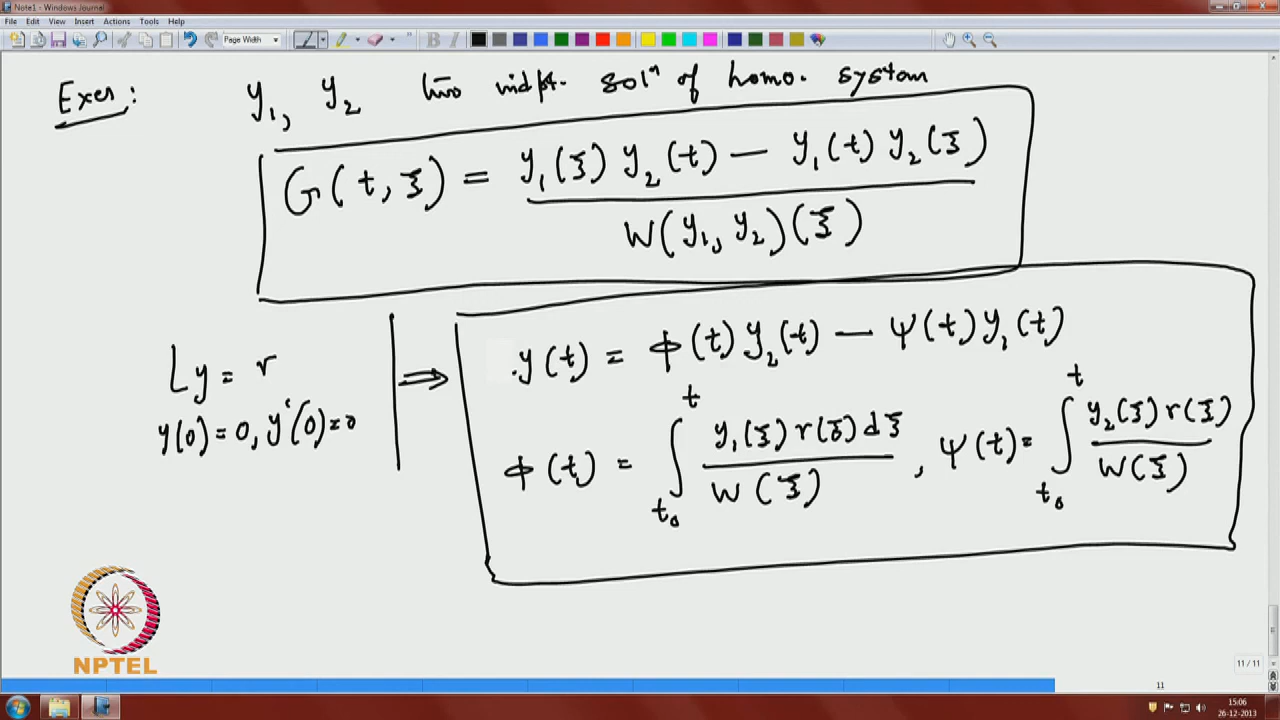 Note1 - Windows Journal
File Edit View Insert Actions Tools Help
Page Width
Exer: y₁, y₂ two indpt. solⁿ of homo. system
G(t, ξ) = (y₁(ξ) y₂(t) — y₁(t) y₂(ξ)) / W(y₁, y₂)(ξ)
Ly = r
y(0) = 0, y'(0) = 0
⇒ y(t) = ϕ(t) y₂(t) — ψ(t) y₁(t)
ϕ(t) = ∫_{t₀}^{t} y₁(ξ) r(ξ) dξ / W(ξ) , ψ(t) = ∫_{t₀}^{t} y₂(ξ) r(ξ) / W(ξ)
NPTEL
11 / 11
11
15:06
26-12-2013